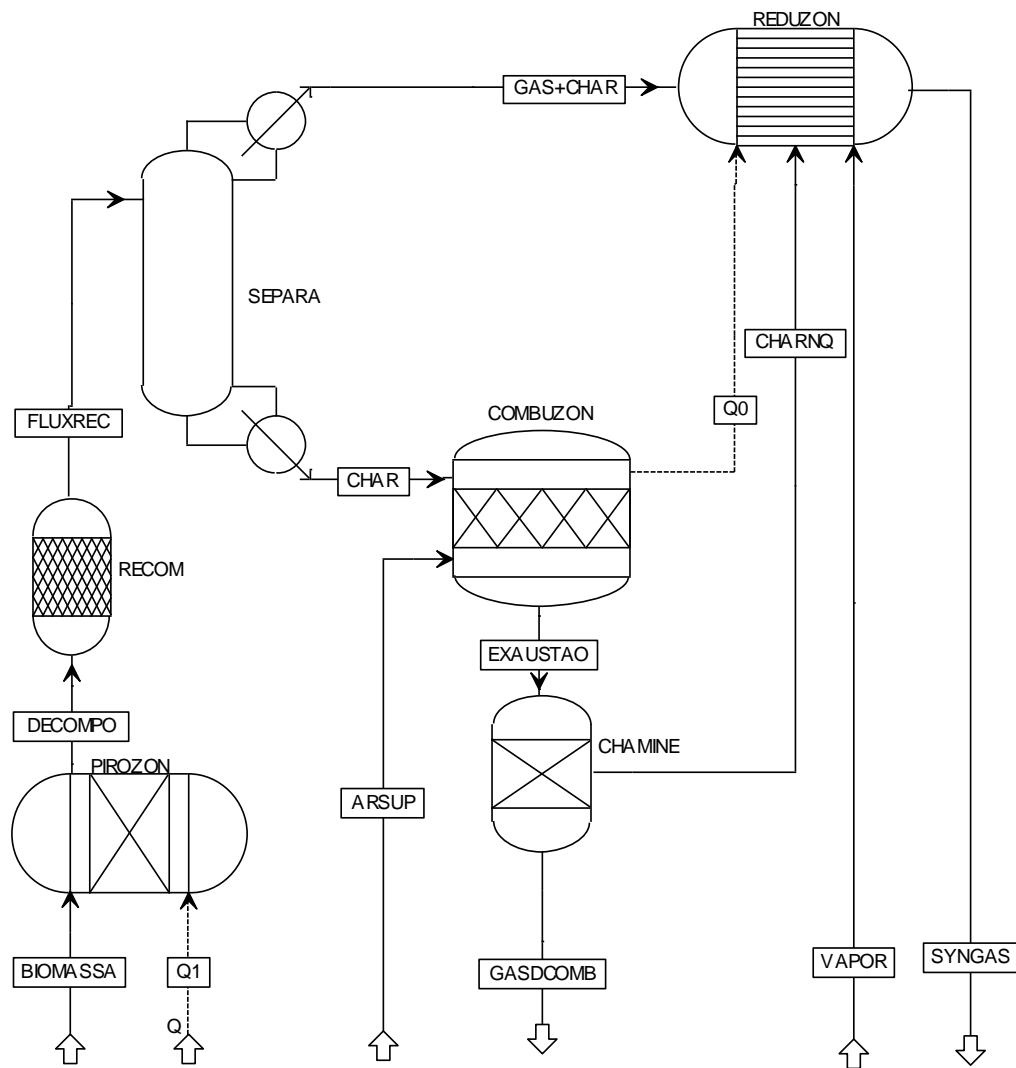 REDUZON
GAS+CHAR
SEPARA
CHARNQ
FLUXREC
COMBUZON
Q0
CHAR
RECOM
EXAUSTAO
DECOMPO
CHAMINE
PIROZON
ARSUP
BIOMASSA
Q1
GASDCOMB
VAPOR
SYNGAS
Q